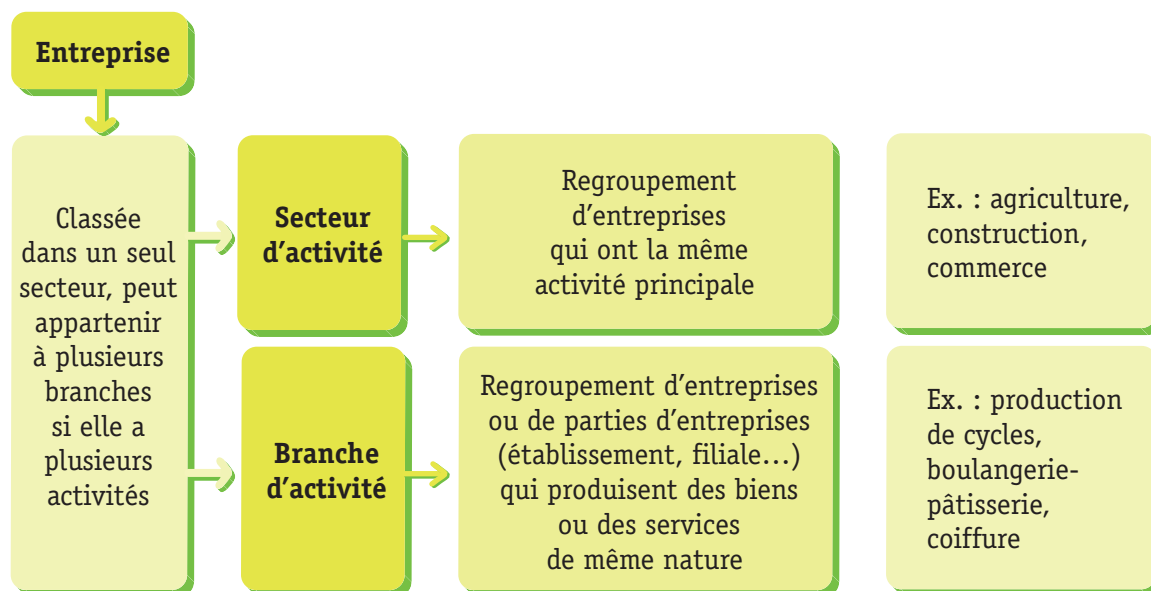 Entreprise
Classée
dans un seul
secteur, peut
appartenir
à plusieurs
branches
si elle a
plusieurs
activités
Secteur
d’activité
Regroupement
d’entreprises
qui ont la même
activité principale
Ex. : agriculture,
construction,
commerce
Branche
d’activité
Regroupement d’entreprises
ou de parties d’entreprises
(établissement, filiale…)
qui produisent des biens
ou des services
de même nature
Ex. : production
de cycles,
boulangerie-
pâtisserie,
coiffure